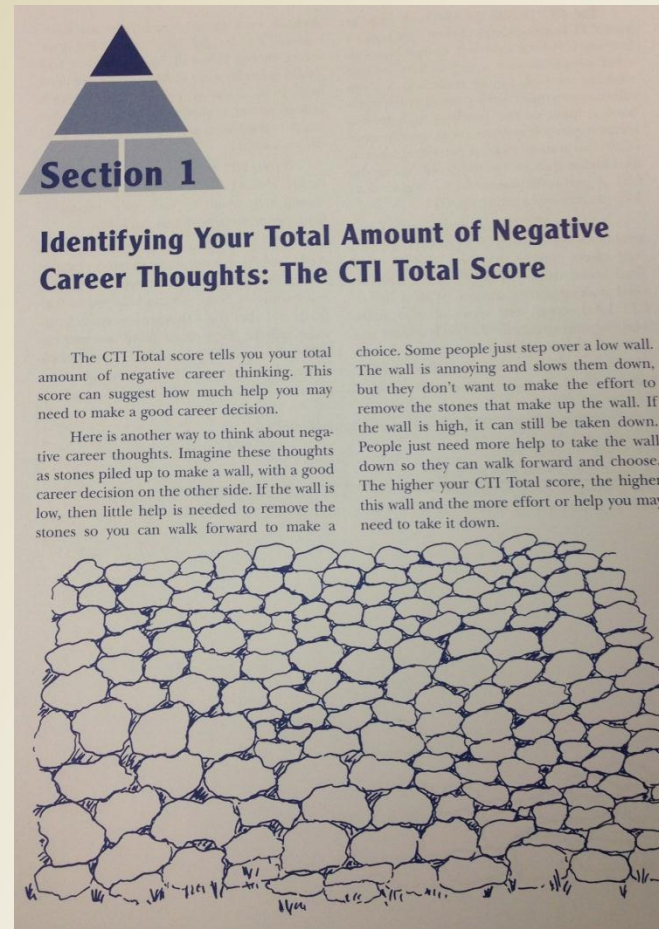 Section 1
Identifying Your Total Amount of Negative
Career Thoughts: The CTI Total Score
The CTI Total score tells you your total
amount of negative career thinking. This
score can suggest how much help you may
need to make a good career decision.
Here is another way to think about nega-
tive career thoughts. Imagine these thoughts
as stones piled up to make a wall, with a good
career decision on the other side. If the wall is
low, then little help is needed to remove the
stones so you can walk forward to make a
choice. Some people just step over a low wall.
The wall is annoying and slows them down,
but they don't want to make the effort to
remove the stones that make up the wall. If
the wall is high, it can still be taken down.
People just need more help to take the wall
down so they can walk forward and choose.
The higher your CTI Total score, the higher
this wall and the more effort or help you may
need to take it down.